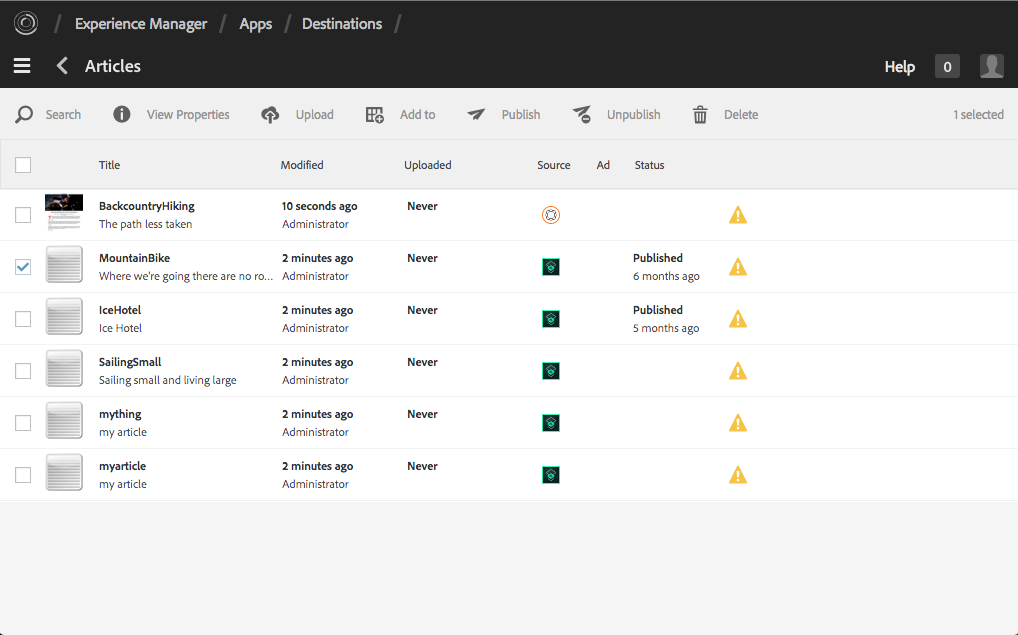 / Experience Manager / Apps / Destinations /
Articles Help 0
Search View Properties Upload Add to Publish Unpublish Delete 1 selected
Title Modified Uploaded Source Ad Status
BackcountryHiking 10 seconds ago Never
The path less taken Administrator
MountainBike 2 minutes ago Never Published
Where we're going there are no ro... Administrator 6 months ago
IceHotel 2 minutes ago Never Published
Ice Hotel Administrator 5 months ago
SailingSmall 2 minutes ago Never
Sailing small and living large Administrator
mything 2 minutes ago Never
my article Administrator
myarticle 2 minutes ago Never
my article Administrator